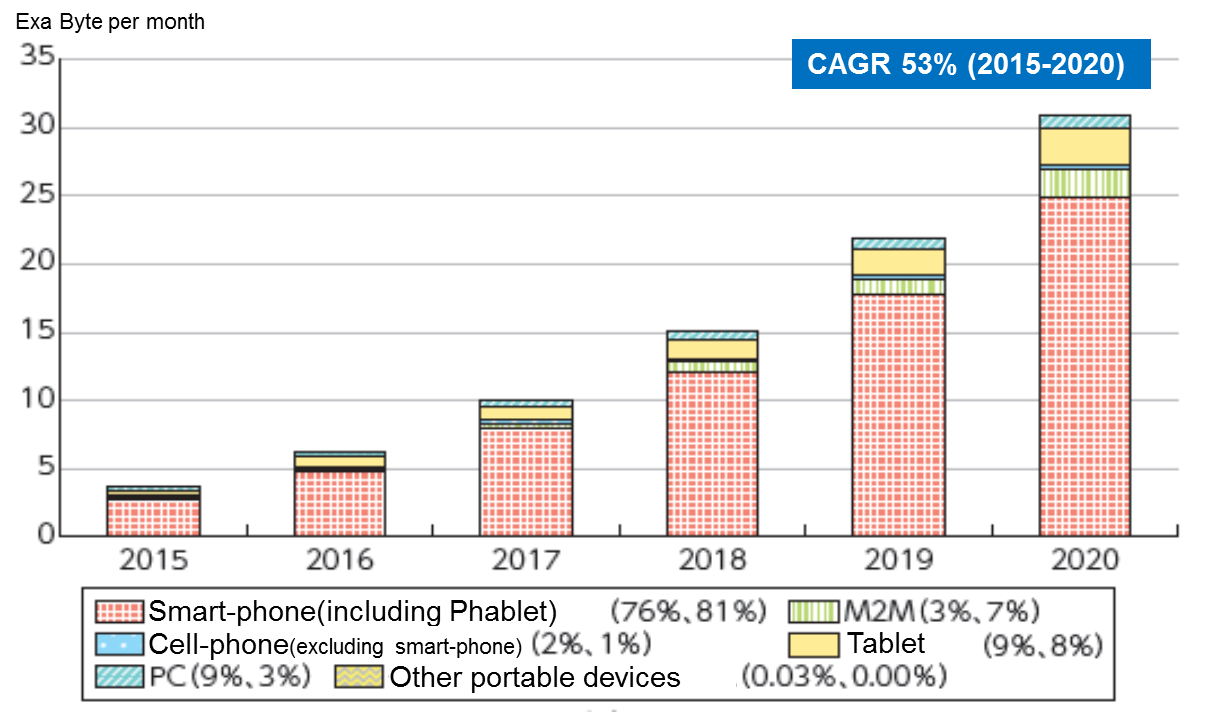 Exa Byte per month
CAGR 53% (2015-2020)
35
30
25
20
15
10
5
0
2015 2016 2017 2018 2019 2020
Smart-phone(including Phablet) (76%、81%) M2M(3%、7%)
Cell-phone(excluding smart-phone) (2%、1%) Tablet (9%、8%)
PC(9%、3%) Other portable devices (0.03%、0.00%)